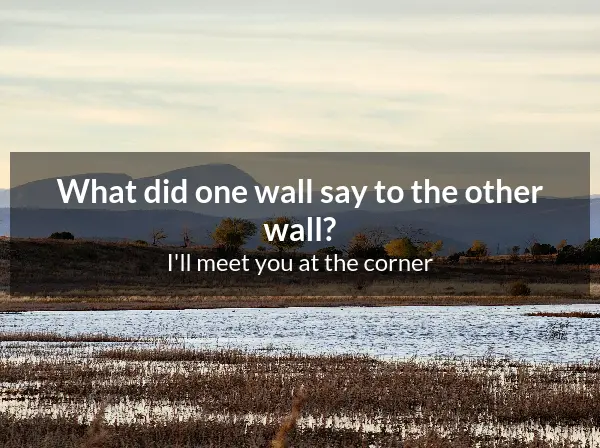 What did one wall say to the other
wall?
I'll meet you at the corner